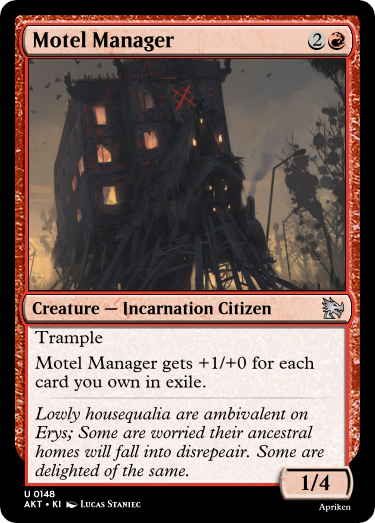 Motel Manager 2
Creature — Incarnation Citizen
Trample
Motel Manager gets +1/+0 for each
card you own in exile.
Lowly housequalia are ambivalent on
Erys; Some are worried their ancestral
homes will fall into disrepeair. Some are
delighted of the same.
1/4
U 0148
AKT • KI Lucas Staniec
Apriken